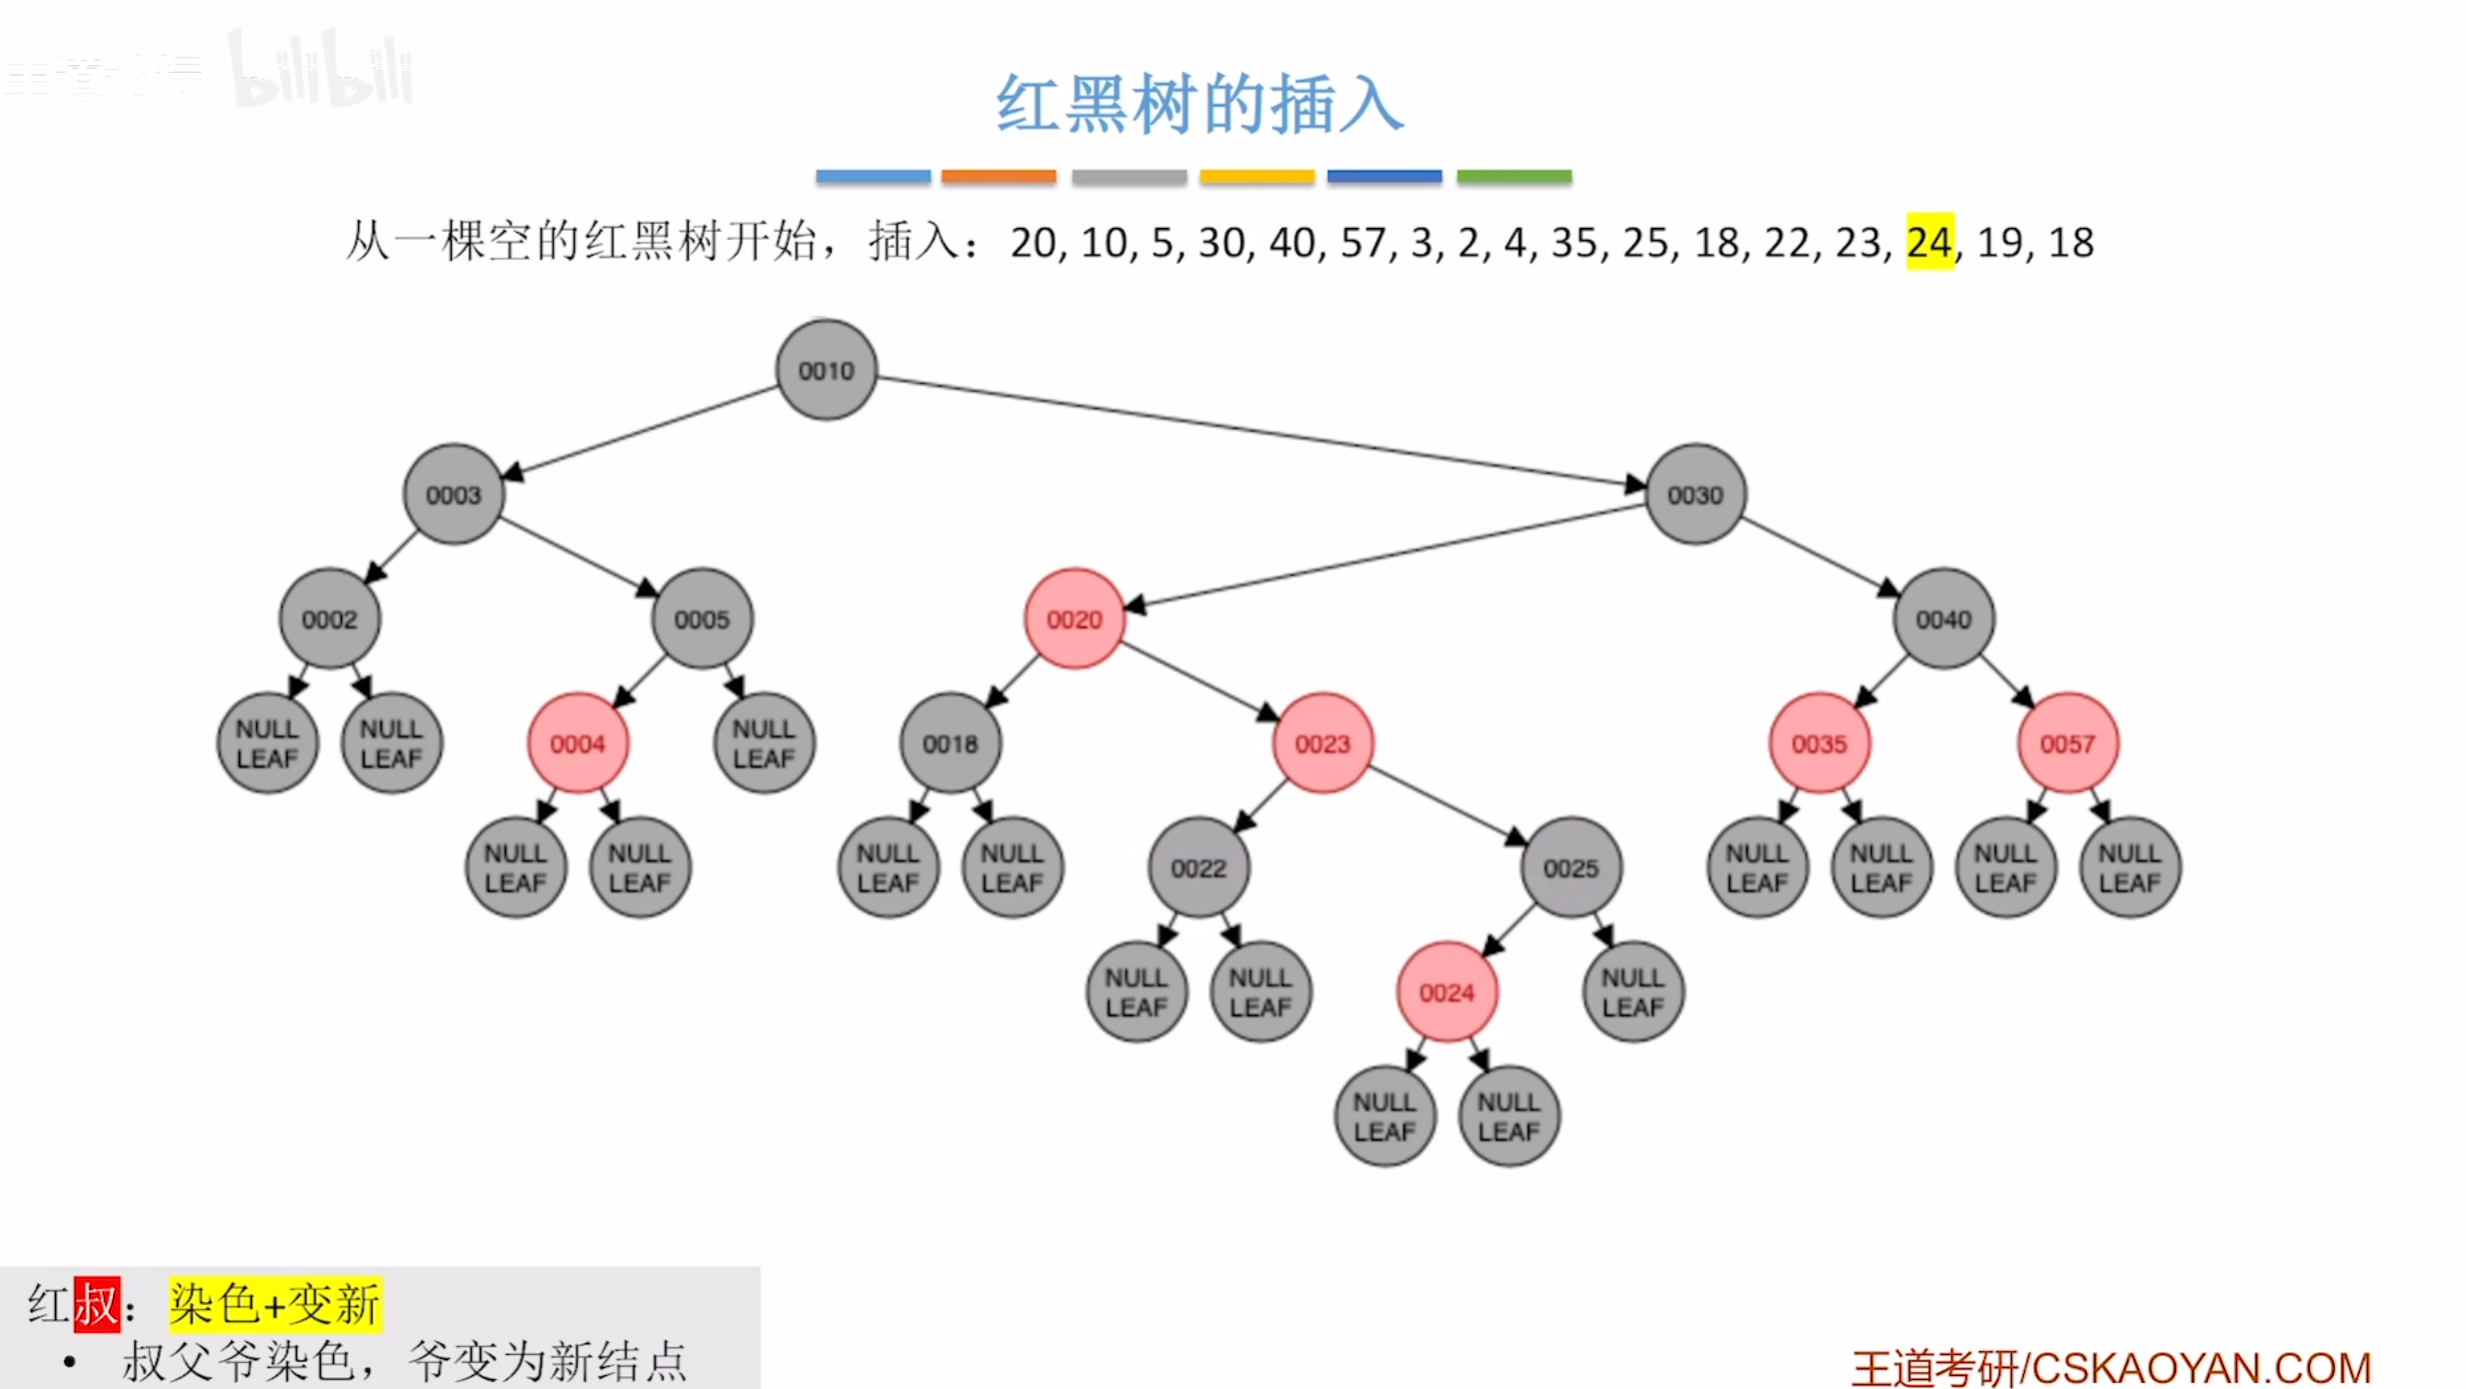 bilibili
红黑树的插入
从一棵空的红黑树开始，插入：20, 10, 5, 30, 40, 57, 3, 2, 4, 35, 25, 18, 22, 23, 24, 19, 18
0010
0003
0030
0002
0005
0020
0040
NULL
LEAF
NULL
LEAF
0004
NULL
LEAF
0018
0023
0035
0057
NULL
LEAF
NULL
LEAF
NULL
LEAF
NULL
LEAF
0022
0025
NULL
LEAF
NULL
LEAF
NULL
LEAF
NULL
LEAF
NULL
LEAF
NULL
LEAF
0024
NULL
LEAF
NULL
LEAF
NULL
LEAF
红叔：染色+变新
• 叔父爷染色，爷变为新结点
王道考研/CSKAOYAN.COM